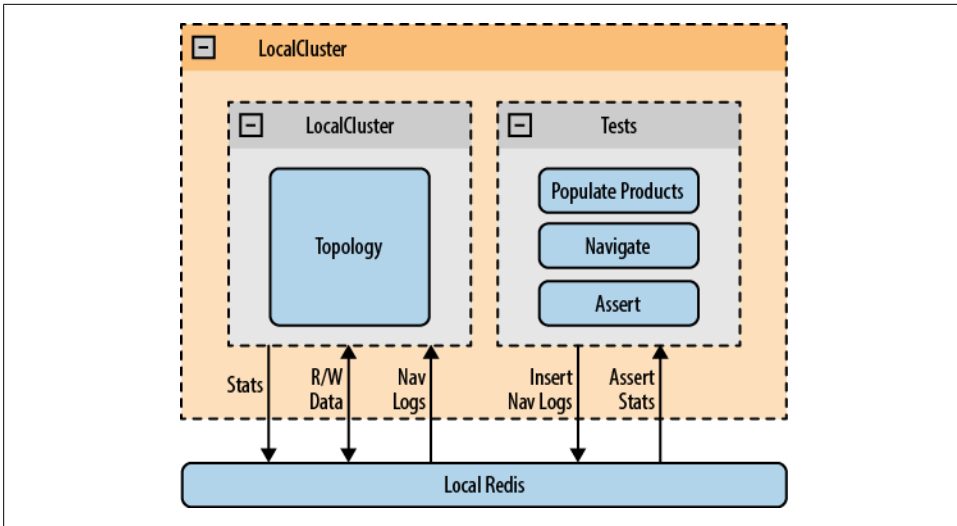 LocalCluster
LocalCluster
Tests
Topology
Populate Products
Navigate
Assert
Stats
R/W
Data
Nav
Logs
Insert
Nav Logs
Assert
Stats
Local Redis